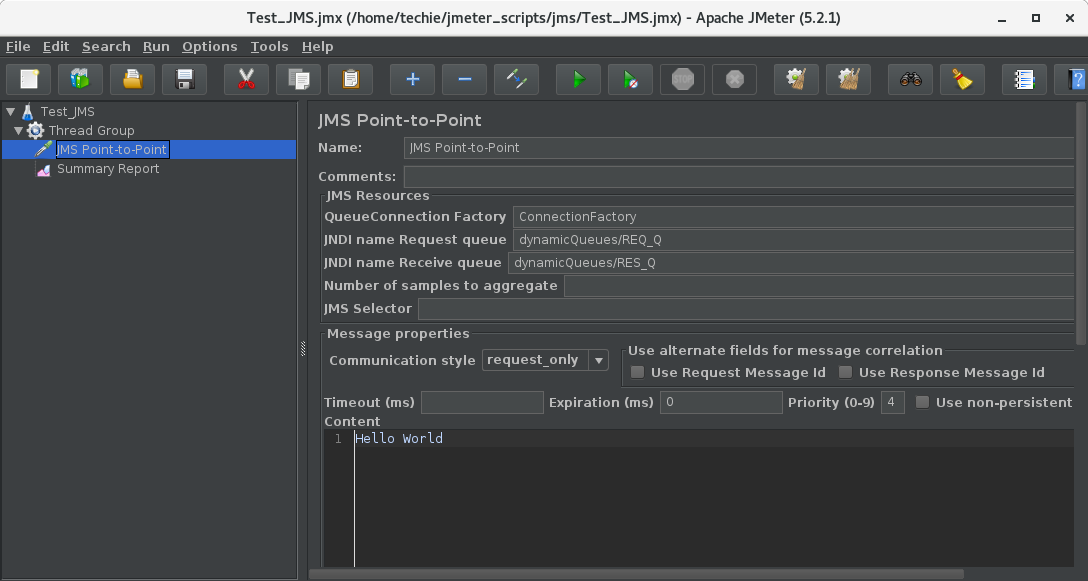 Test_JMS.jmx (/home/techie/jmeter_scripts/jms/Test_JMS.jmx) - Apache JMeter (5.2.1)
File Edit Search Run Options Tools Help
STOP
?
Test_JMS
Thread Group
JMS Point-to-Point
Summary Report
JMS Point-to-Point
Name: JMS Point-to-Point
Comments:
JMS Resources
QueueConnection Factory ConnectionFactory
JNDI name Request queue dynamicQueues/REQ_Q
JNDI name Receive queue dynamicQueues/RES_Q
Number of samples to aggregate
JMS Selector
Message properties
Communication style request_only
Use alternate fields for message correlation
Use Request Message Id Use Response Message Id
Timeout (ms) Expiration (ms) 0 Priority (0-9) 4 Use non-persistent
Content
1 Hello World